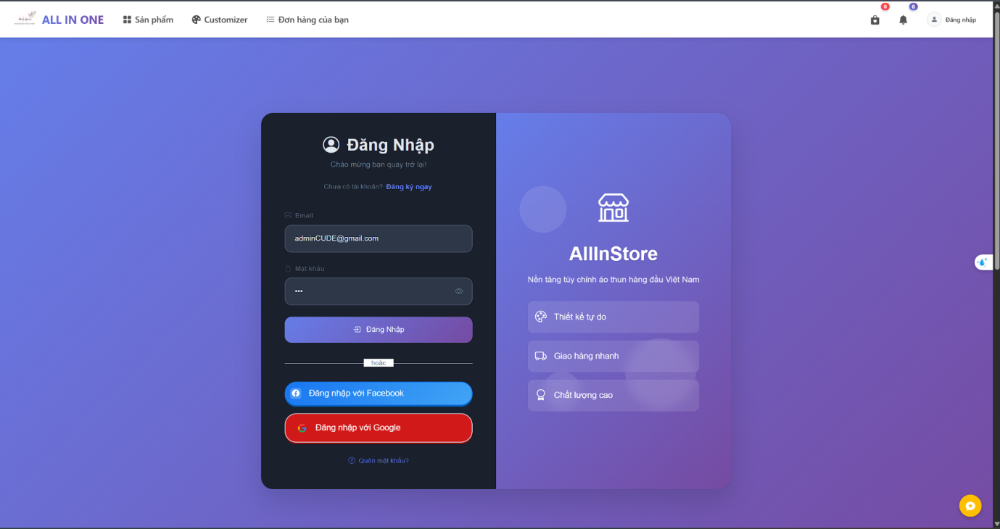 ALL IN ONE
Sản phẩm
Customizer
Đơn hàng của bạn
0
0
Đăng nhập
Đăng Nhập
Chào mừng bạn quay trở lại!
Chưa có tài khoản? Đăng ký ngay
Email
adminCUDE@gmail.com
Mật khẩu
•••
Đăng Nhập
hoặc
Đăng nhập với Facebook
Đăng nhập với Google
Quên mật khẩu?
AllInStore
Nền tảng tùy chỉnh áo thun hàng đầu Việt Nam
Thiết kế tự do
Giao hàng nhanh
Chất lượng cao